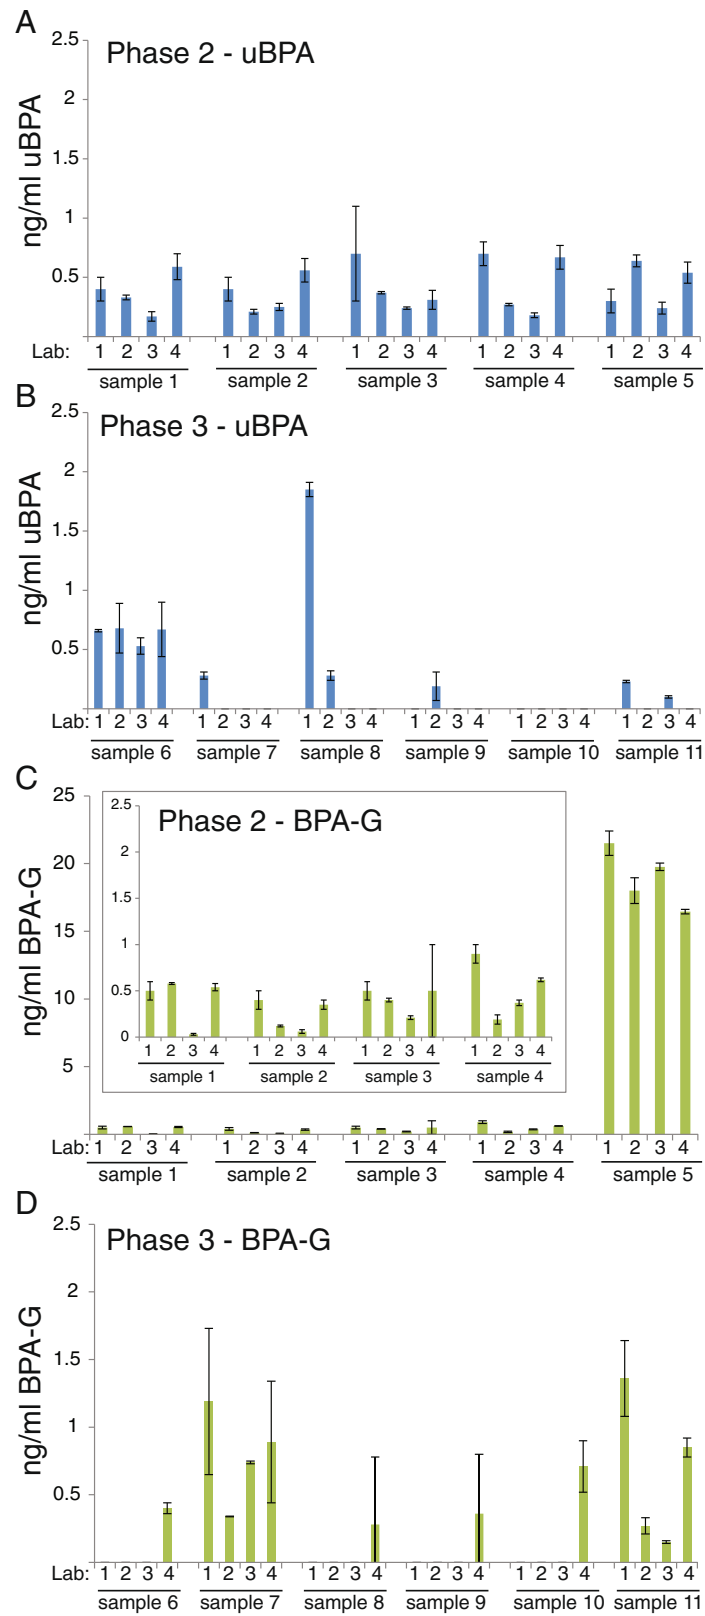 A
Phase 2 - uBPA
ng/ml uBPA
2.5
2
1.5
1
0.5
Lab: 1 2 3 4 1 2 3 4 1 2 3 4 1 2 3 4 1 2 3 4
sample 1 sample 2 sample 3 sample 4 sample 5
B
Phase 3 - uBPA
ng/ml uBPA
2.5
2
1.5
1
0.5
Lab: 1 2 3 4 1 2 3 4 1 2 3 4 1 2 3 4 1 2 3 4 1 2 3 4
sample 6 sample 7 sample 8 sample 9 sample 10 sample 11
C
ng/ml BPA-G
25
20
15
10
5
Phase 2 - BPA-G
2.5
2
1.5
1
0.5
0
1 2 3 4 1 2 3 4 1 2 3 4 1 2 3 4
sample 1 sample 2 sample 3 sample 4
Lab: 1 2 3 4 1 2 3 4 1 2 3 4 1 2 3 4 1 2 3 4
sample 1 sample 2 sample 3 sample 4 sample 5
D
Phase 3 - BPA-G
ng/ml BPA-G
2.5
2
1.5
1
0.5
Lab: 1 2 3 4 1 2 3 4 1 2 3 4 1 2 3 4 1 2 3 4 1 2 3 4
sample 6 sample 7 sample 8 sample 9 sample 10 sample 11